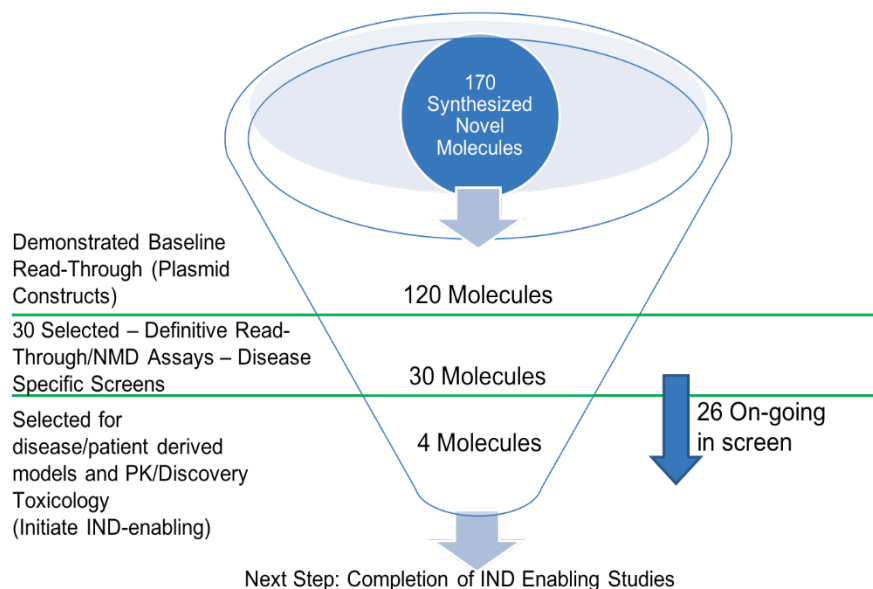 170
Synthesized
Novel
Molecules
Demonstrated Baseline
Read-Through (Plasmid
Constructs)
120 Molecules
30 Selected – Definitive Read-
Through/NMD Assays – Disease
Specific Screens
30 Molecules
26 On-going
in screen
Selected for
disease/patient derived
models and PK/Discovery
Toxicology
(Initiate IND-enabling)
4 Molecules
Next Step: Completion of IND Enabling Studies